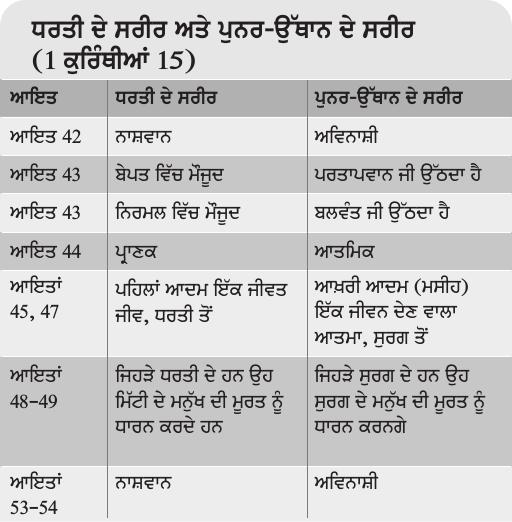 ਧਰਤੀ ਦੇ ਸਰੀਰ ਅਤੇ ਪੁਨਰ-ਉੱਥਾਨ ਦੇ ਸਰੀਰ
(1 ਕੁਰਿੰਥੀਆਂ 15)
ਆਇਤ ਧਰਤੀ ਦੇ ਸਰੀਰ ਪੁਨਰ-ਉੱਥਾਨ ਦੇ ਸਰੀਰ
ਆਇਤ 42 ਨਾਸ਼ਵਾਨ ਅਵਿਨਾਸ਼ੀ
ਆਇਤ 43 ਬੇਪਤ ਵਿੱਚ ਮੌਜੂਦ ਪਰਤਾਪਵਾਨ ਜੀ ਉੱਠਦਾ ਹੈ
ਆਇਤ 43 ਨਿਰਮਲ ਵਿੱਚ ਮੌਜੂਦ ਬਲਵੰਤ ਜੀ ਉੱਠਦਾ ਹੈ
ਆਇਤ 44 ਪ੍ਰਾਣਕ ਆਤਮਿਕ
ਆਇਤਾਂ
45, 47
ਪਹਿਲਾਂ ਆਦਮ ਇੱਕ ਜੀਵਤ
ਜੀਵ, ਧਰਤੀ ਤੋਂ
ਆਖ਼ਰੀ ਆਦਮ (ਮਸੀਹ)
ਇੱਕ ਜੀਵਨ ਦੇਣ ਵਾਲਾ
ਆਤਮਾ, ਸੁਰਗ ਤੋਂ
ਆਇਤਾਂ
48-49
ਜਿਹੜੇ ਧਰਤੀ ਦੇ ਹਨ ਉਹ
ਮਿੱਟੀ ਦੇ ਮਨੁੱਖ ਦੀ ਮੂਰਤ ਨੂੰ
ਧਾਰਨ ਕਰਦੇ ਹਨ
ਜਿਹੜੇ ਸੁਰਗ ਦੇ ਹਨ ਉਹ
ਸੁਰਗ ਦੇ ਮਨੁੱਖ ਦੀ ਮੂਰਤ ਨੂੰ
ਧਾਰਨ ਕਰਨਗੇ
ਆਇਤਾਂ
53-54
ਨਾਸ਼ਵਾਨ
ਅਵਿਨਾਸ਼ੀ